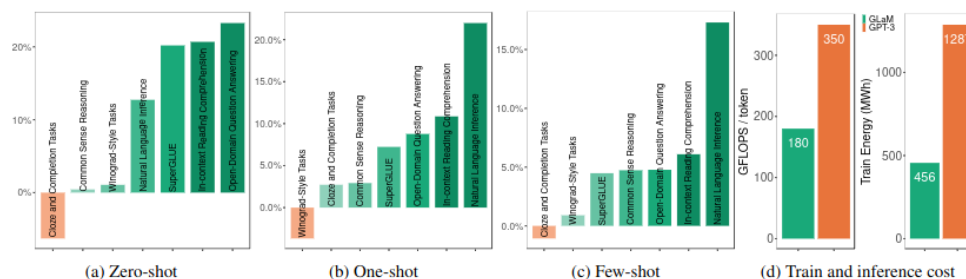 20%
10%
0%
Cloze and Completion Tasks
Common Sense Reasoning
Winograd-Style Tasks
Natural Language Inference
SuperGLUE
In-context Reading Comprehension
Open-Domain Question Answering
(a) Zero-shot
20.0%
15.0%
10.0%
5.0%
0.0%
Winograd-Style Tasks
Cloze and Completion Tasks
Common Sense Reasoning
SuperGLUE
Open-Domain Question Answering
In-context Reading Comprehension
Natural Language Inference
(b) One-shot
15.0%
10.0%
5.0%
0.0%
Cloze and Completion Tasks
Winograd-Style Tasks
SuperGLUE
Common Sense Reasoning
Open-Domain Question Answering
In-context Reading Comprehension
Natural Language Inference
(c) Few-shot
GLaM
GPT-3
GFLOPS / token
300
200
100
0
180
350
Train Energy (MWh)
1000
500
0
456
1287
(d) Train and inference cost